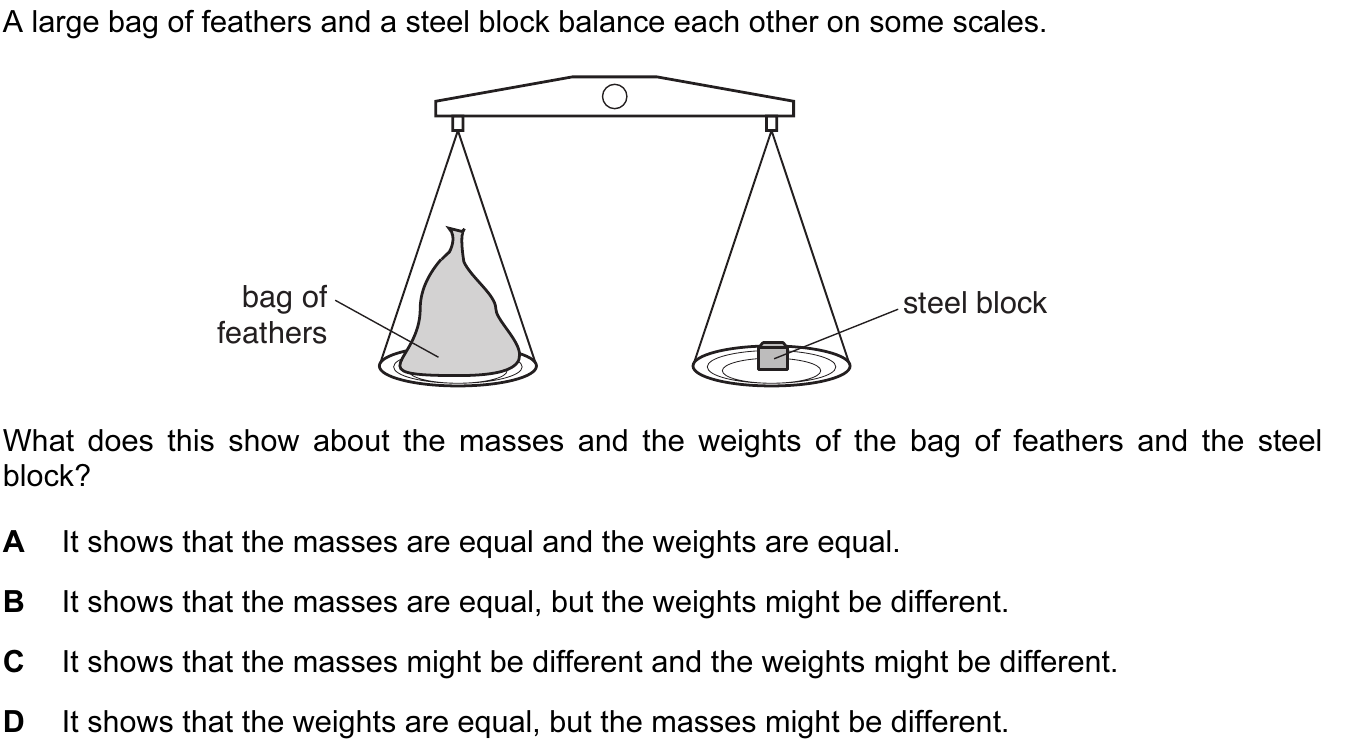 A large bag of feathers and a steel block balance each other on some scales.
bag of
feathers
steel block
What does this show about the masses and the weights of the bag of feathers and the steel
block?
A It shows that the masses are equal and the weights are equal.
B It shows that the masses are equal, but the weights might be different.
C It shows that the masses might be different and the weights might be different.
D It shows that the weights are equal, but the masses might be different.